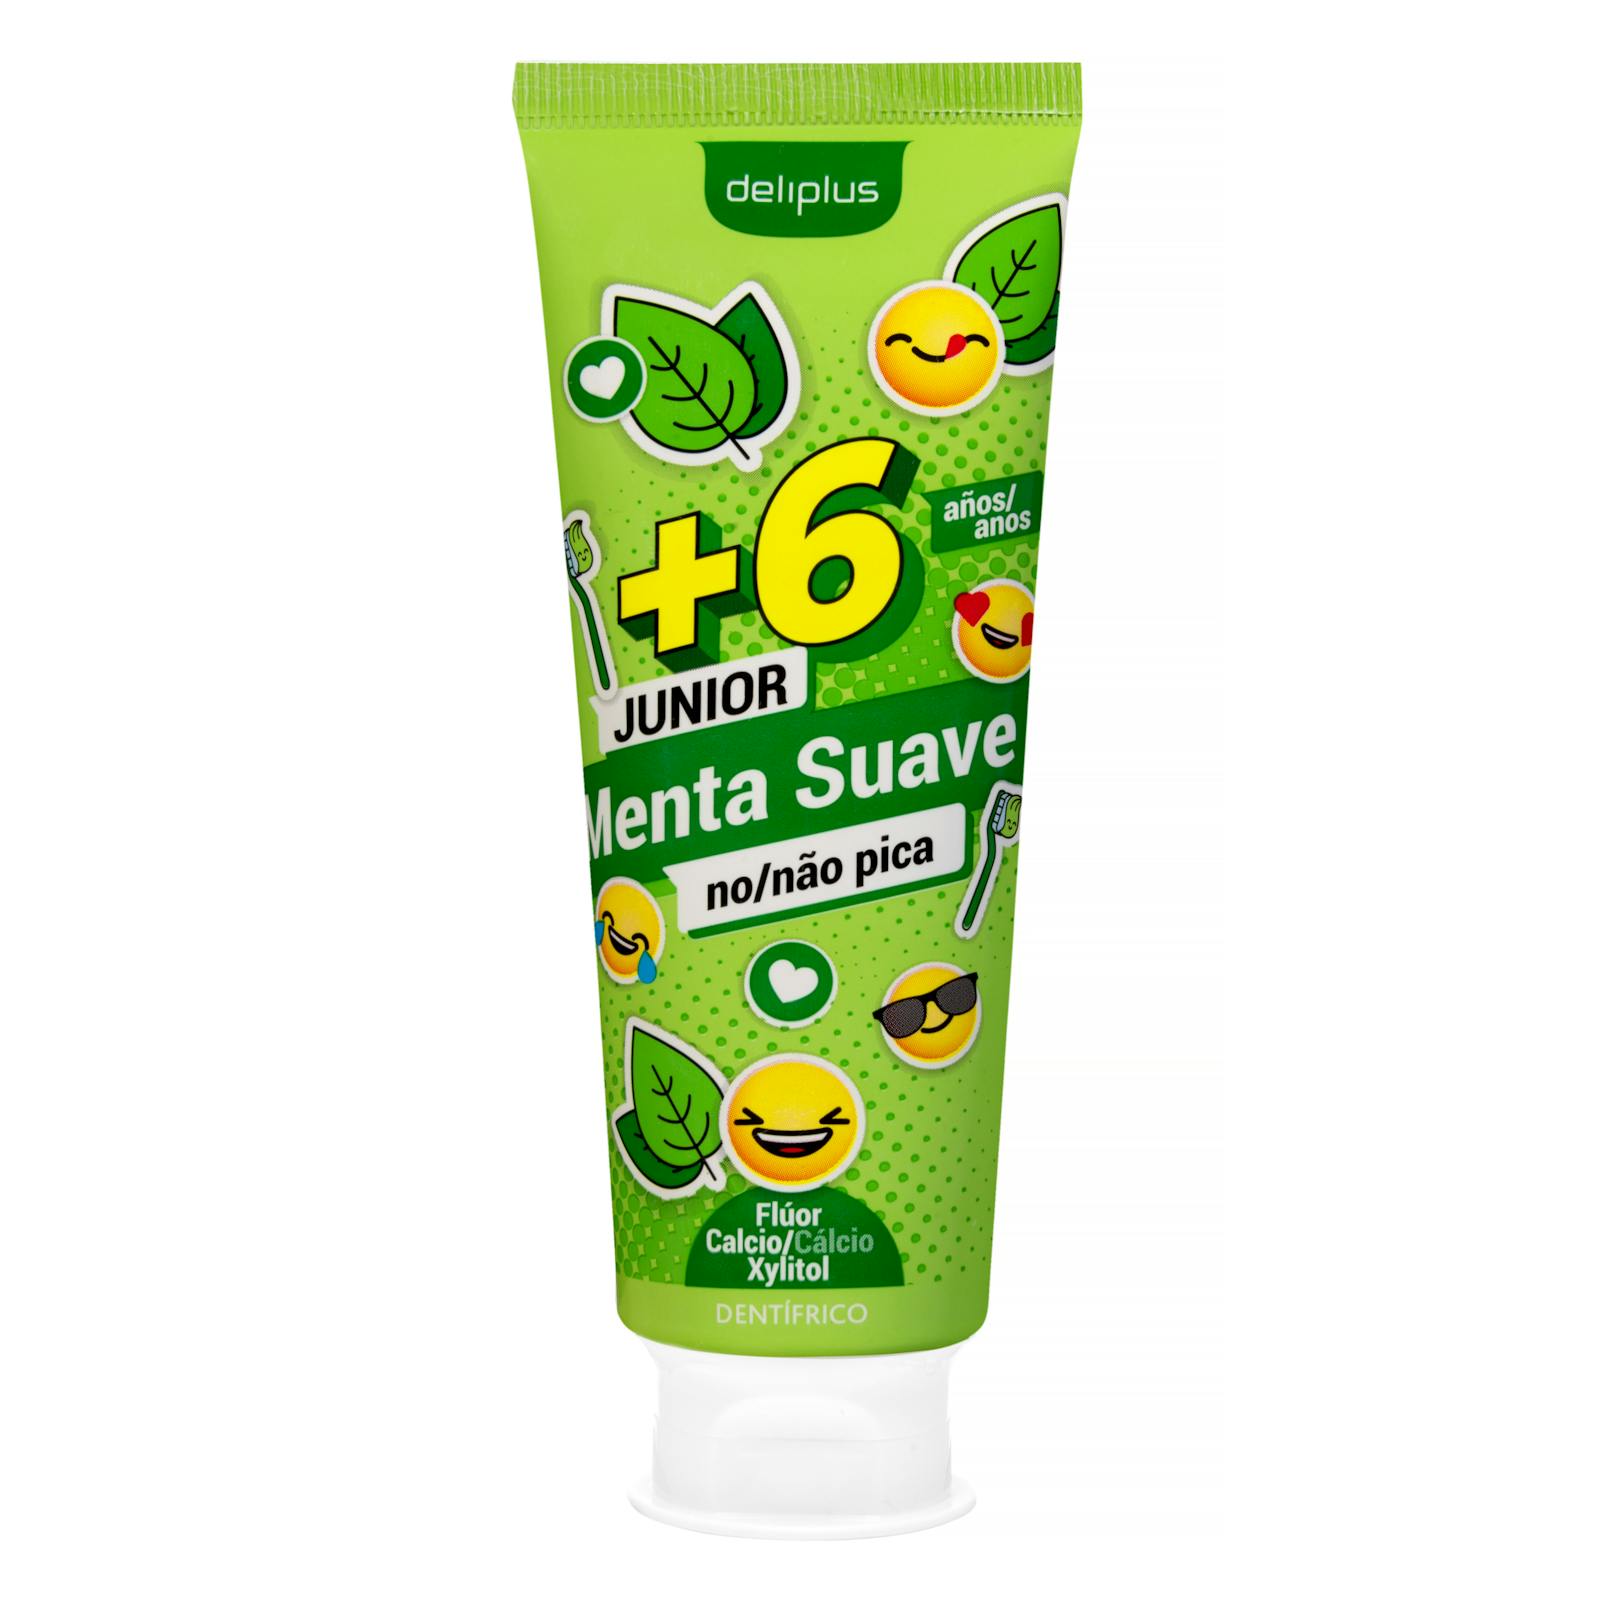 deliplus
+6
años/
anos
JUNIOR
Menta Suave
no/não pica
Flúor
Calcio/Cálcio
Xylitol
DENTÍFRICO